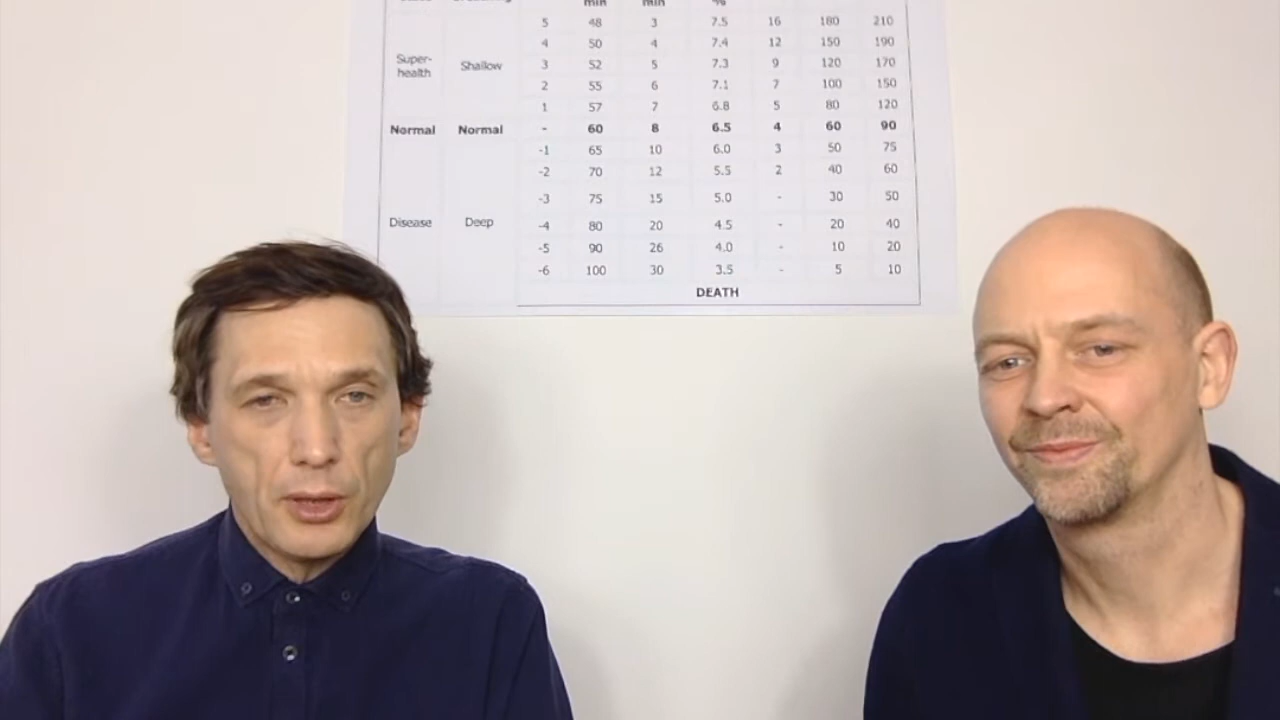 min min %
5 48 3 7.5 16 180 210
4 50 4 7.4 12 150 190
Super-
health Shallow 3 52 5 7.3 9 120 170
2 55 6 7.1 7 100 150
1 57 7 6.8 5 80 120
Normal Normal - 60 8 6.5 4 60 90
-1 65 10 6.0 3 50 75
-2 70 12 5.5 2 40 60
-3 75 15 5.0 - 30 50
Disease Deep -4 80 20 4.5 - 20 40
-5 90 26 4.0 - 10 20
-6 100 30 3.5 - 5 10
DEATH